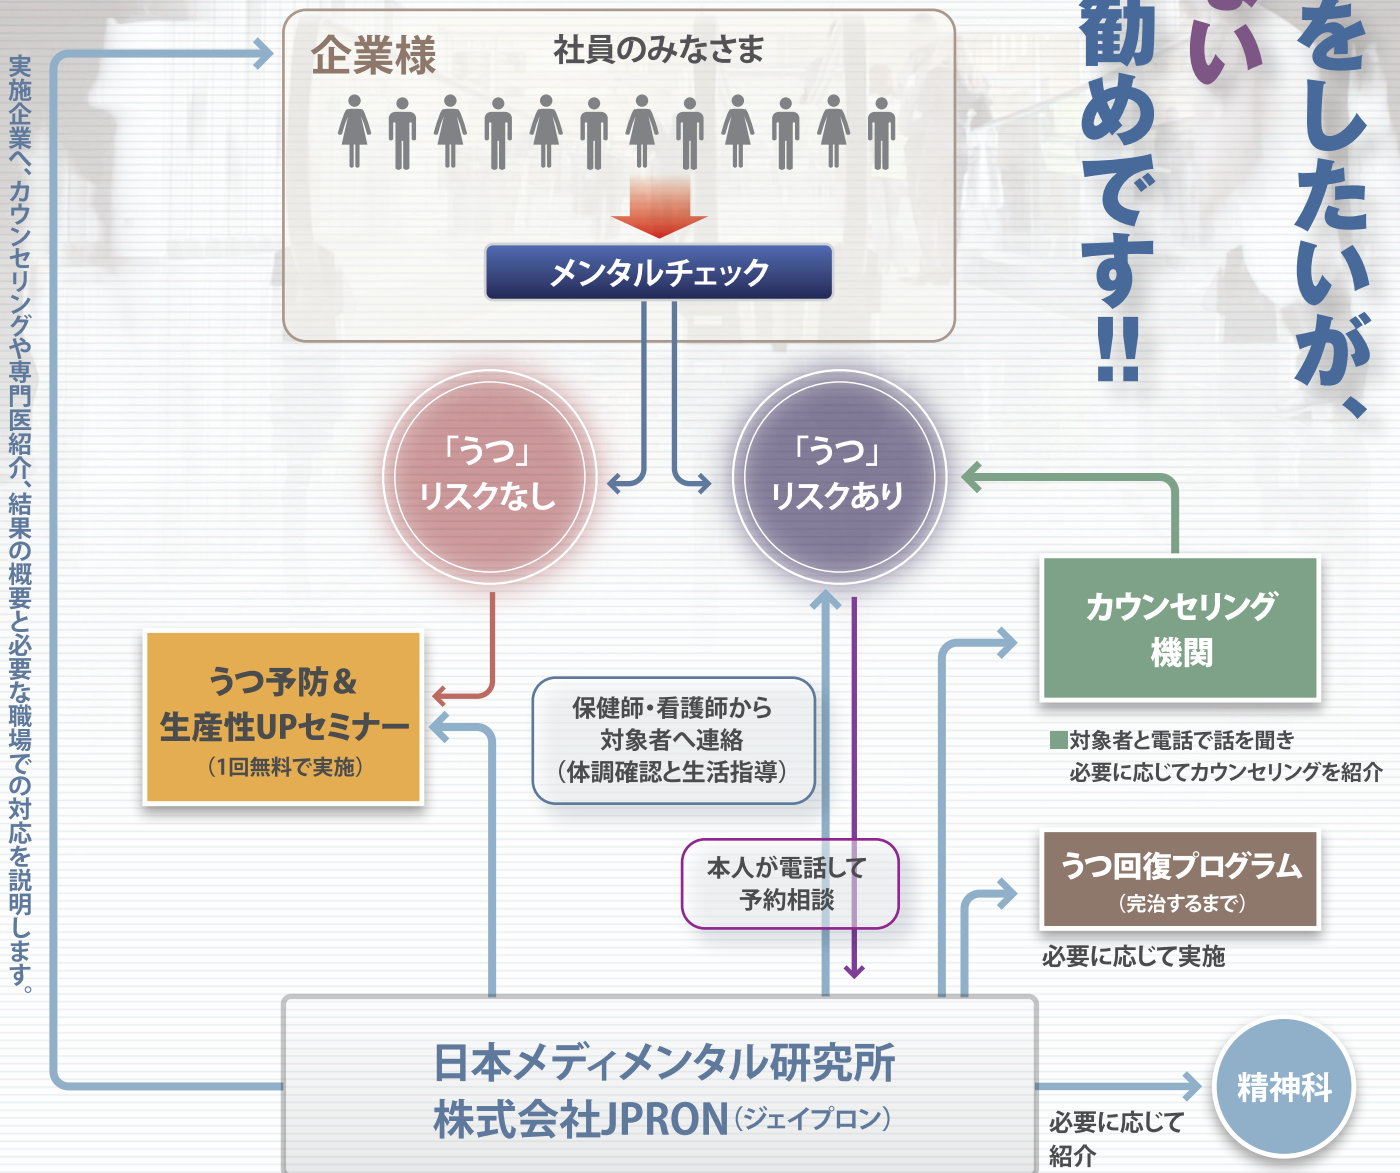 をしたいが、
い
勧めです!!
企業様
社員のみなさま
メンタルチェック
「うつ」
リスクなし
「うつ」
リスクあり
カウンセリング
機関
■対象者と電話で話を聞き
必要に応じてカウンセリングを紹介
うつ予防&
生産性UPセミナー
(1回無料で実施)
保健師・看護師から
対象者へ連絡
(体調確認と生活指導)
本人が電話して
予約相談
うつ回復プログラム
(完治するまで)
必要に応じて実施
日本メディメンタル研究所
株式会社JPRON(ジェイプロン)
必要に応じて
紹介
精神科
実施企業へ、カウンセリングや専門医紹介、結果の概要と必要な職場での対応を説明します。